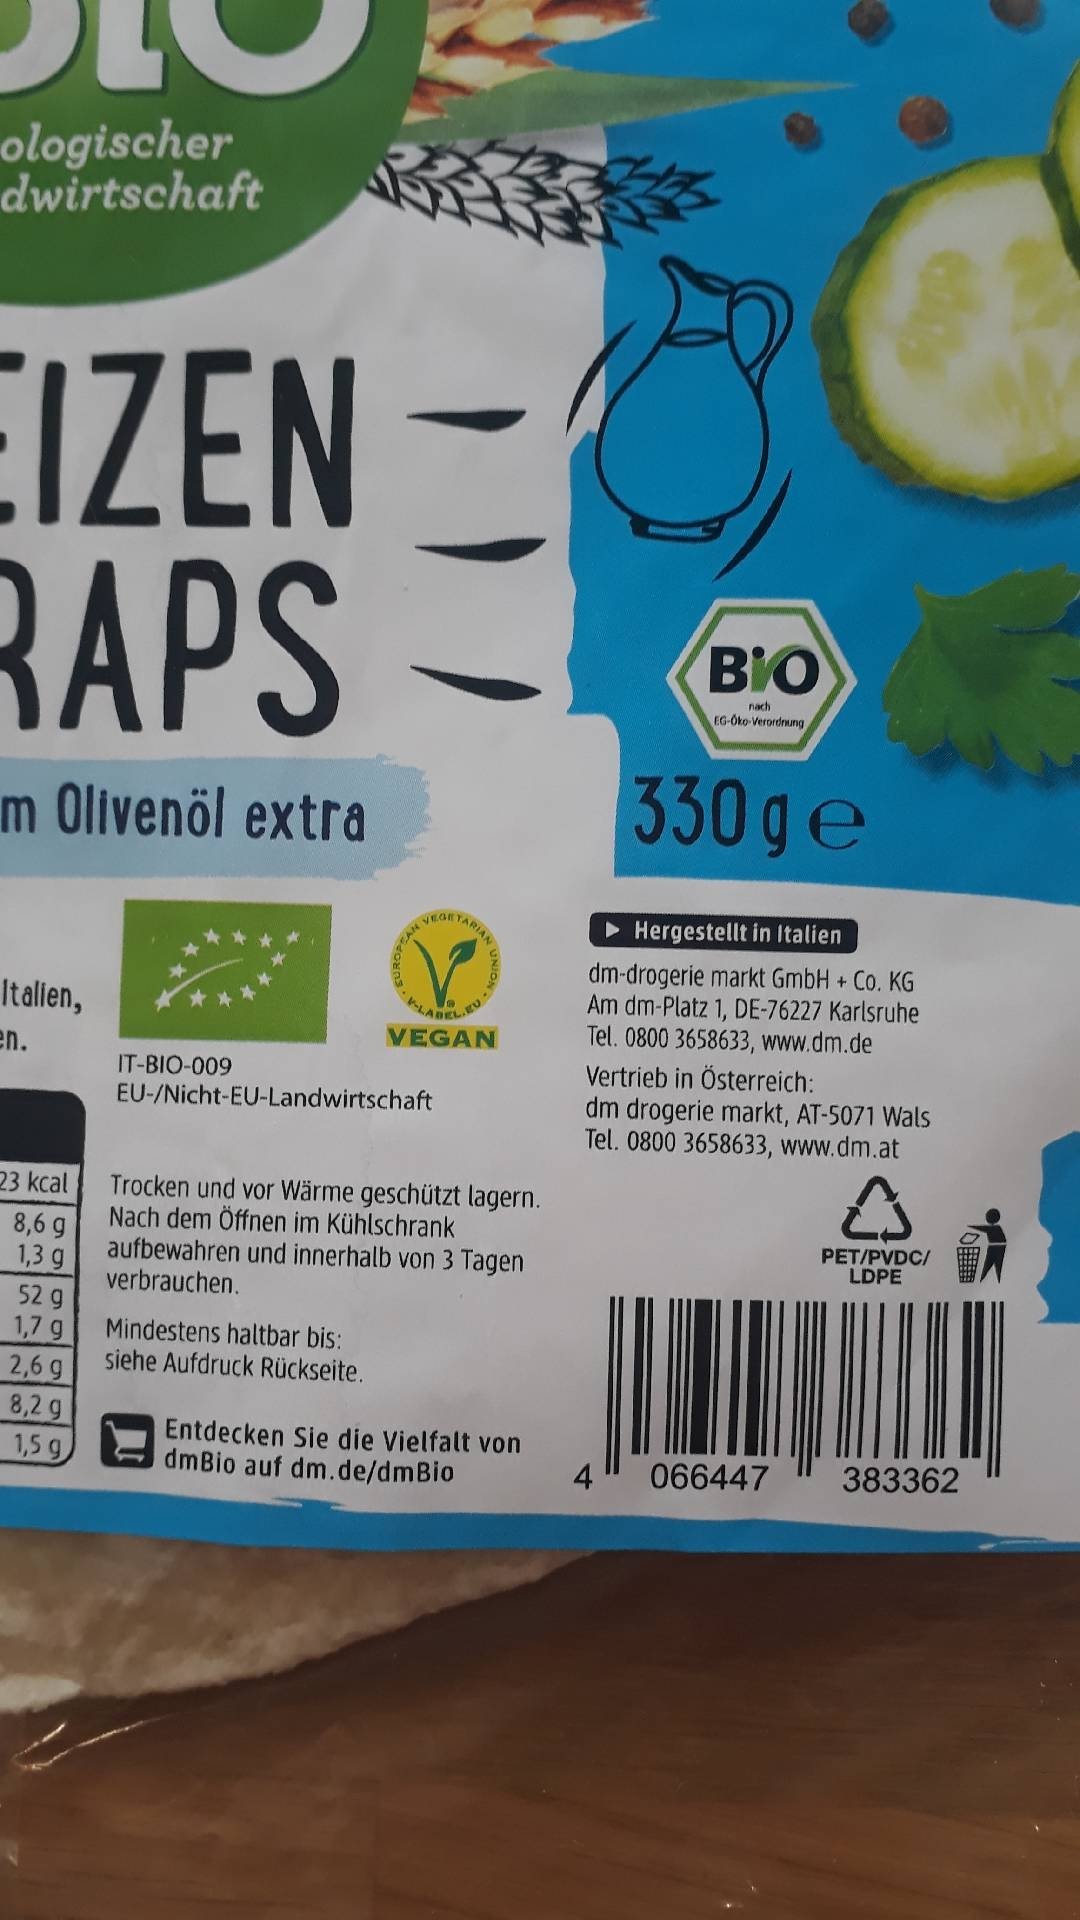 ologischer
dwirtschaft
EIZEN
RAPS
m Olivenöl extra
BiO
nach
EG-Öko-Verordnung
330 g e
Italien,
en.
EUROPEAN VEGETARIAN UNION
V-LABEL.EU
VEGAN
IT-BIO-009
EU-/Nicht-EU-Landwirtschaft
Hergestellt in Italien
dm-drogerie markt GmbH + Co. KG
Am dm-Platz 1, DE-76227 Karlsruhe
Tel. 0800 3658633, www.dm.de
Vertrieb in Österreich:
dm drogerie markt, AT-5071 Wals
Tel. 0800 3658633, www.dm.at
23 kcal
8,6 g
1,3 g
52 g
1,7 g
2,6 g
8,2 g
1,5 g
Trocken und vor Wärme geschützt lagern.
Nach dem Öffnen im Kühlschrank
aufbewahren und innerhalb von 3 Tagen
verbrauchen.
Mindestens haltbar bis:
siehe Aufdruck Rückseite.
Entdecken Sie die Vielfalt von
dmBio auf dm.de/dmBio
PET/PVDC/
LDPE
4 066447 383362